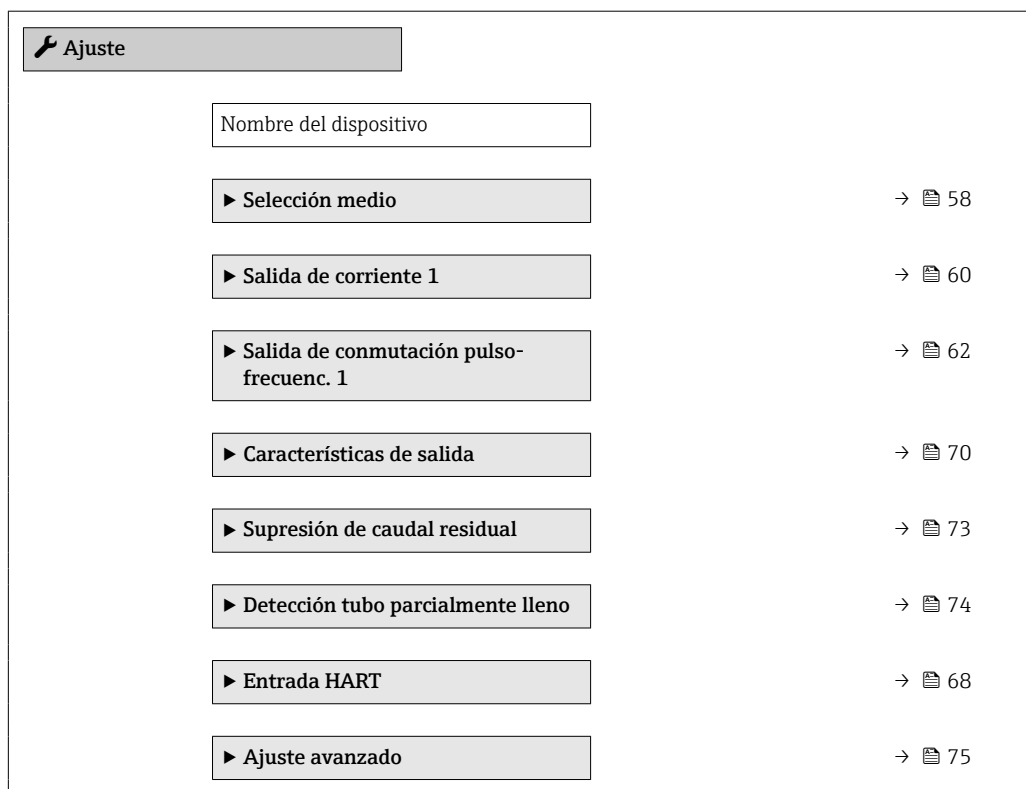 Ajuste
Nombre del dispositivo
▶ Selección medio → 58
▶ Salida de corriente 1 → 60
▶ Salida de conmutación pulso- → 62
frecuenc. 1
▶ Características de salida → 70
▶ Supresión de caudal residual → 73
▶ Detección tubo parcialmente lleno → 74
▶ Entrada HART → 68
▶ Ajuste avanzado → 75